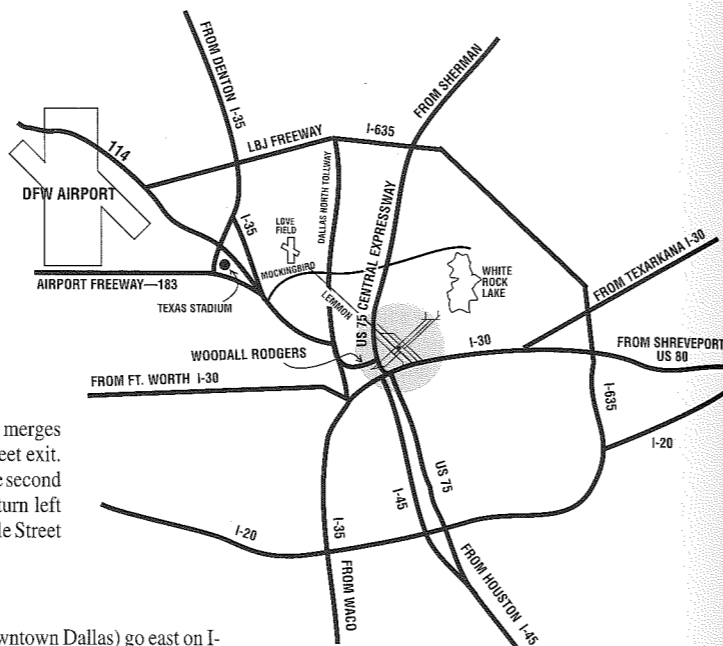 FROM DENTON I-35
FROM SHERMAN
LBJ FREEWAY
I-635
114
DFW AIRPORT
I-35
LOVE
FIELD
DALLAS NORTH TOLLWAY
US 75 CENTRAL EXPRESSWAY
MOCKINGBIRD
AIRPORT FREEWAY—183
TEXAS STADIUM
LEMMON
WHITE
ROCK
LAKE
FROM TEXARKANA I-30
WOODALL RODGERS
I-30
FROM SHREVEPORT
US 80
FROM FT. WORTH I-30
merges
eet exit.
e second
turn left
le Street
I-635
I-20
US 75
I-45
I-20
I-35
FROM WACO
FROM HOUSTON I-45
wntown Dallas) go east on I-